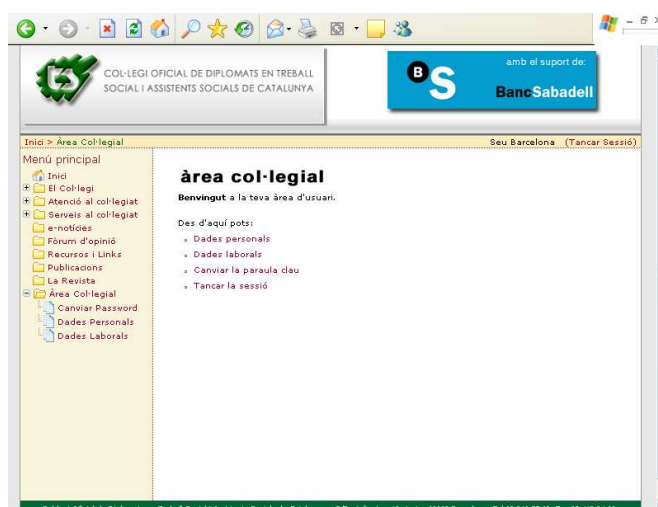 COL·LEGI OFICIAL DE DIPLOMATS EN TREBALL
SOCIAL I ASSISTENTS SOCIALS DE CATALUNYA
BS
amb el suport de:
BancSabadell
Inici > Àrea Col·legial
Seu Barcelona (Tancar Sessió)
Menú principal
Inici
El Col·legi
Atenció al col·legiat
Serveis al col·legiat
e-notícies
Fòrum d'opinió
Recursos i Links
Publicacions
La Revista
Àrea Col·legial
Canviar Password
Dades Personals
Dades Laborals
àrea col·legial
Benvingut a la teva àrea d'usuari.
Des d'aquí pots:
Dades personals
Dades laborals
Canviar la paraula clau
Tancar la sessió